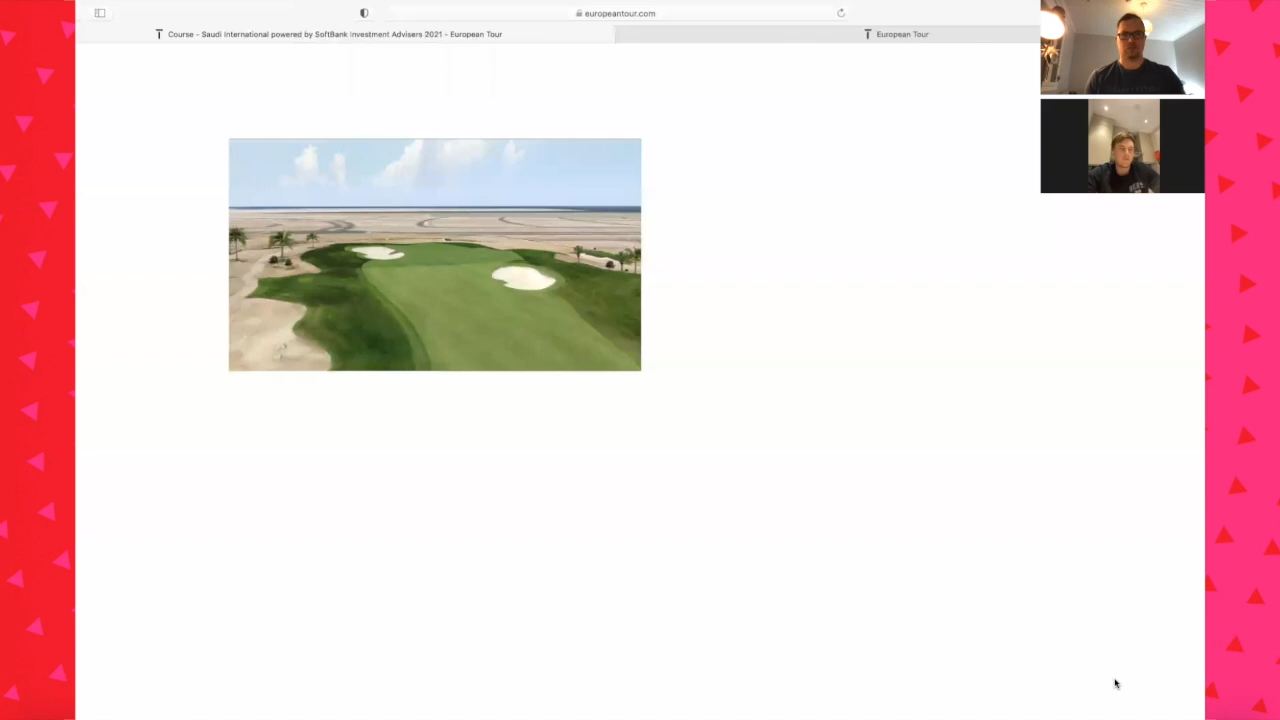 europeantour.com
Course - Saudi International powered by SoftBank Investment Advisers 2021 - European Tour
European Tour